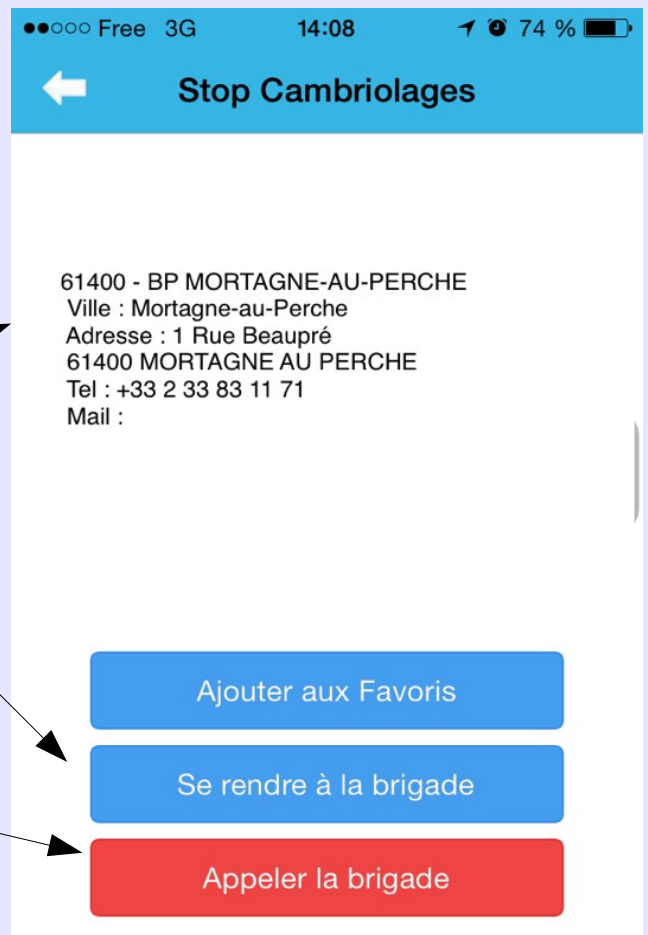 Free 3G 14:08 74 %
Stop Cambriolages
61400 - BP MORTAGNE-AU-PERCHE
Ville : Mortagne-au-Perche
Adresse : 1 Rue Beaupré
61400 MORTAGNE AU PERCHE
Tel : +33 2 33 83 11 71
Mail :
Ajouter aux Favoris
Se rendre à la brigade
Appeler la brigade